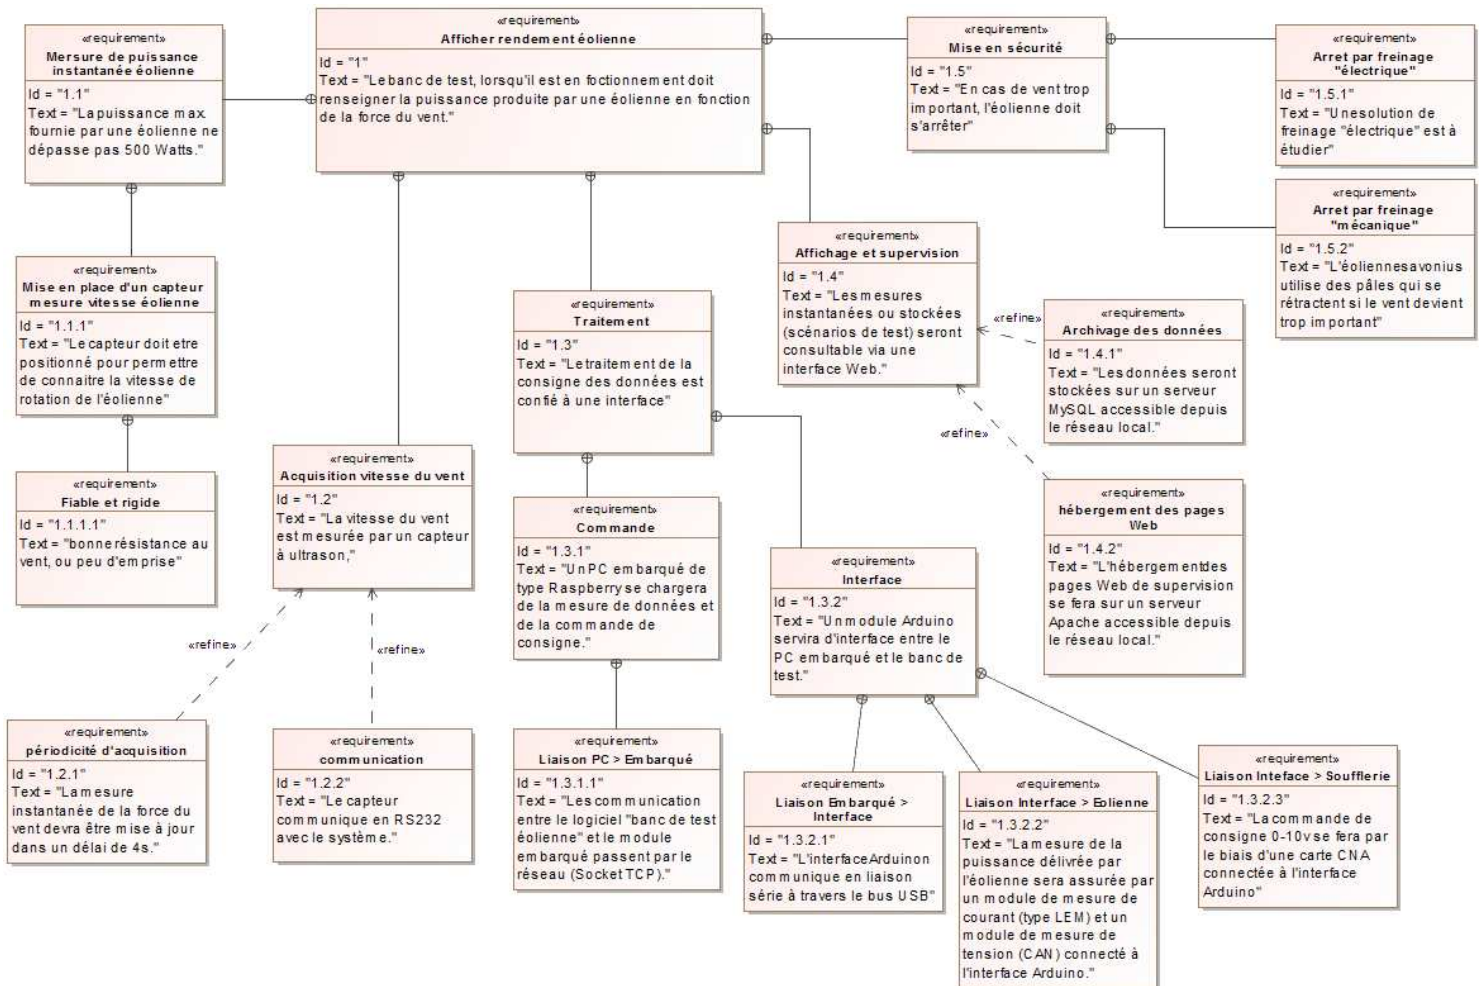 «requirement»
Mersure de puissance
instantanée éolienne
Id = "1.1"
Text = "La puissance max.
fournie par une éolienne ne
dépasse pas 500 Watts."
«requirement»
Afficher rendement éolienne
Id = "1"
Text = "Le banc de test, lorsqu'il est en foctionnement doit
renseigner la puissance produite par une éolienne en fonction
de la force du vent."
«requirement»
Mise en sécurité
Id = "1.5"
Text = "En cas de vent trop
important, l'éolienne doit
s'arrêter"
«requirement»
Arret par freinage
"électrique"
Id = "1.5.1"
Text = "Une solution de
freinage "électrique" est à
étudier"
«requirement»
Arret par freinage
"mécanique"
Id = "1.5.2"
Text = "L'éolienne savonius
utilise des pâles qui se
rétractent si le vent devient
trop important"
«requirement»
Mise en place d'un capteur
mesure vitesse éolienne
Id = "1.1.1"
Text = "Le capteur doit etre
positionné pour permettre
de connaitre la vitesse de
rotation de l'éolienne"
«requirement»
Traitement
Id = "1.3"
Text = "Le traitement de la
consigne des données est
confié à une interface"
«requirement»
Affichage et supervision
Id = "1.4"
Text = "Les mesures
instantanées ou stockées
(scénarios de test) seront
consultable via une
interface Web."
«refine»
«requirement»
Archivage des données
Id = "1.4.1"
Text = "Les données seront
stockées sur un serveur
MySQL accessible depuis
le réseau local."
«refine»
«requirement»
Fiable et rigide
Id = "1.1.1.1"
Text = "bonne résistance au
vent, ou peu d'emprise"
«requirement»
Acquisition vitesse du vent
Id = "1.2"
Text = "La vitesse du vent
est mesurée par un capteur
à ultrason,"
«requirement»
Commande
Id = "1.3.1"
Text = "Un PC embarqué de
type Raspberry se chargera
de la mesure de données et
de la commande de
consigne."
«requirement»
Interface
Id = "1.3.2"
Text = "Un module Arduino
servira d'interface entre le
PC embarqué et le banc de
test."
«requirement»
hébergement des pages
Web
Id = "1.4.2"
Text = "L'hébergement des
pages Web de supervision
se fera sur un serveur
Apache accessible depuis
le réseau local."
«refine»
«refine»
«requirement»
périodicité d'acquisition
Id = "1.2.1"
Text = "La mesure
instantanée de la force du
vent devra être mise à jour
dans un délai de 4s."
«requirement»
communication
Id = "1.2.2"
Text = "Le capteur
communique en RS232
avec le système."
«requirement»
Liaison PC > Embarqué
Id = "1.3.1.1"
Text = "Les communication
entre le logiciel "banc de test
éolienne" et le module
embarqué passent par le
réseau (Socket TCP)."
«requirement»
Liaison Embarqué >
Interface
Id = "1.3.2.1"
Text = "L'interface Arduinon
communique en liaison
série à travers le bus USB"
«requirement»
Liaison Interface > Eolienne
Id = "1.3.2.2"
Text = "La mesure de la
puissance délivrée par
l'éolienne sera assurée par
un module de mesure de
courant (type LEM) et un
module de mesure de
tension (CAN) connecté à
l'interface Arduino."
«requirement»
Liaison Inteface > Soufflerie
Id = "1.3.2.3"
Text = "La commande de
consigne 0-10v se fera par
le biais d'une carte CNA
connectée à l'interface
Arduino"